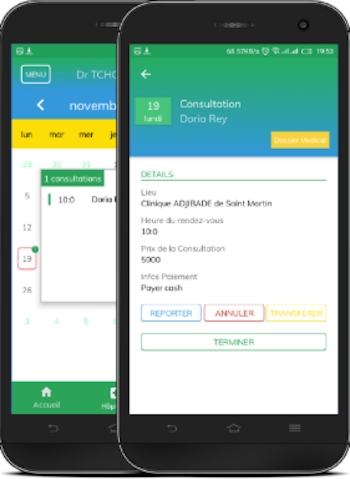 MENU
Dr TCHO
novemb
lun mar mer je
29 30 31
5
12
19
26
3 4 5
1 consultations
10:0 Doria
Accueil
Hôp
68.57KB/s 19:53
19
lundi
Consultation
Doria Rey
Dossier Medical
DETAILS
Lieu
Clinique ADJIBADE de Saint Martin
Heure du rendez-vous
10:0
Prix de la Consultation
5000
Infos Paiement
Payer cash
REPORTER ANNULER TRANSFERER
TERMINER